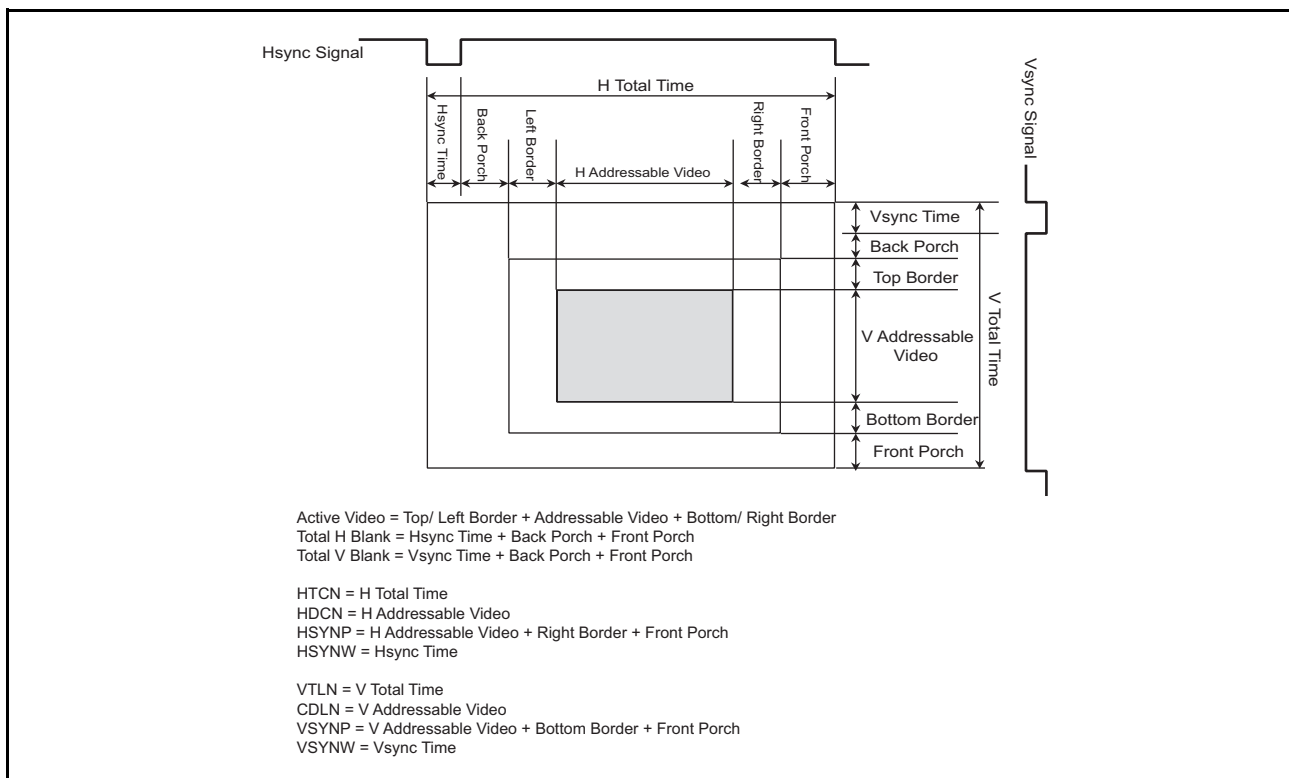 Hsync Signal
Vsync Signal
H Total Time
Hsync Time
Back Porch
Left Border
H Addressable Video
Right Border
Front Porch
Vsync Time
Back Porch
Top Border
V Addressable
Video
V Total Time
Bottom Border
Front Porch
Active Video = Top/ Left Border + Addressable Video + Bottom/ Right Border
Total H Blank = Hsync Time + Back Porch + Front Porch
Total V Blank = Vsync Time + Back Porch + Front Porch
HTCN = H Total Time
HDCN = H Addressable Video
HSYNP = H Addressable Video + Right Border + Front Porch
HSYNW = Hsync Time
VTLN = V Total Time
CDLN = V Addressable Video
VSYNP = V Addressable Video + Bottom Border + Front Porch
VSYNW = Vsync Time